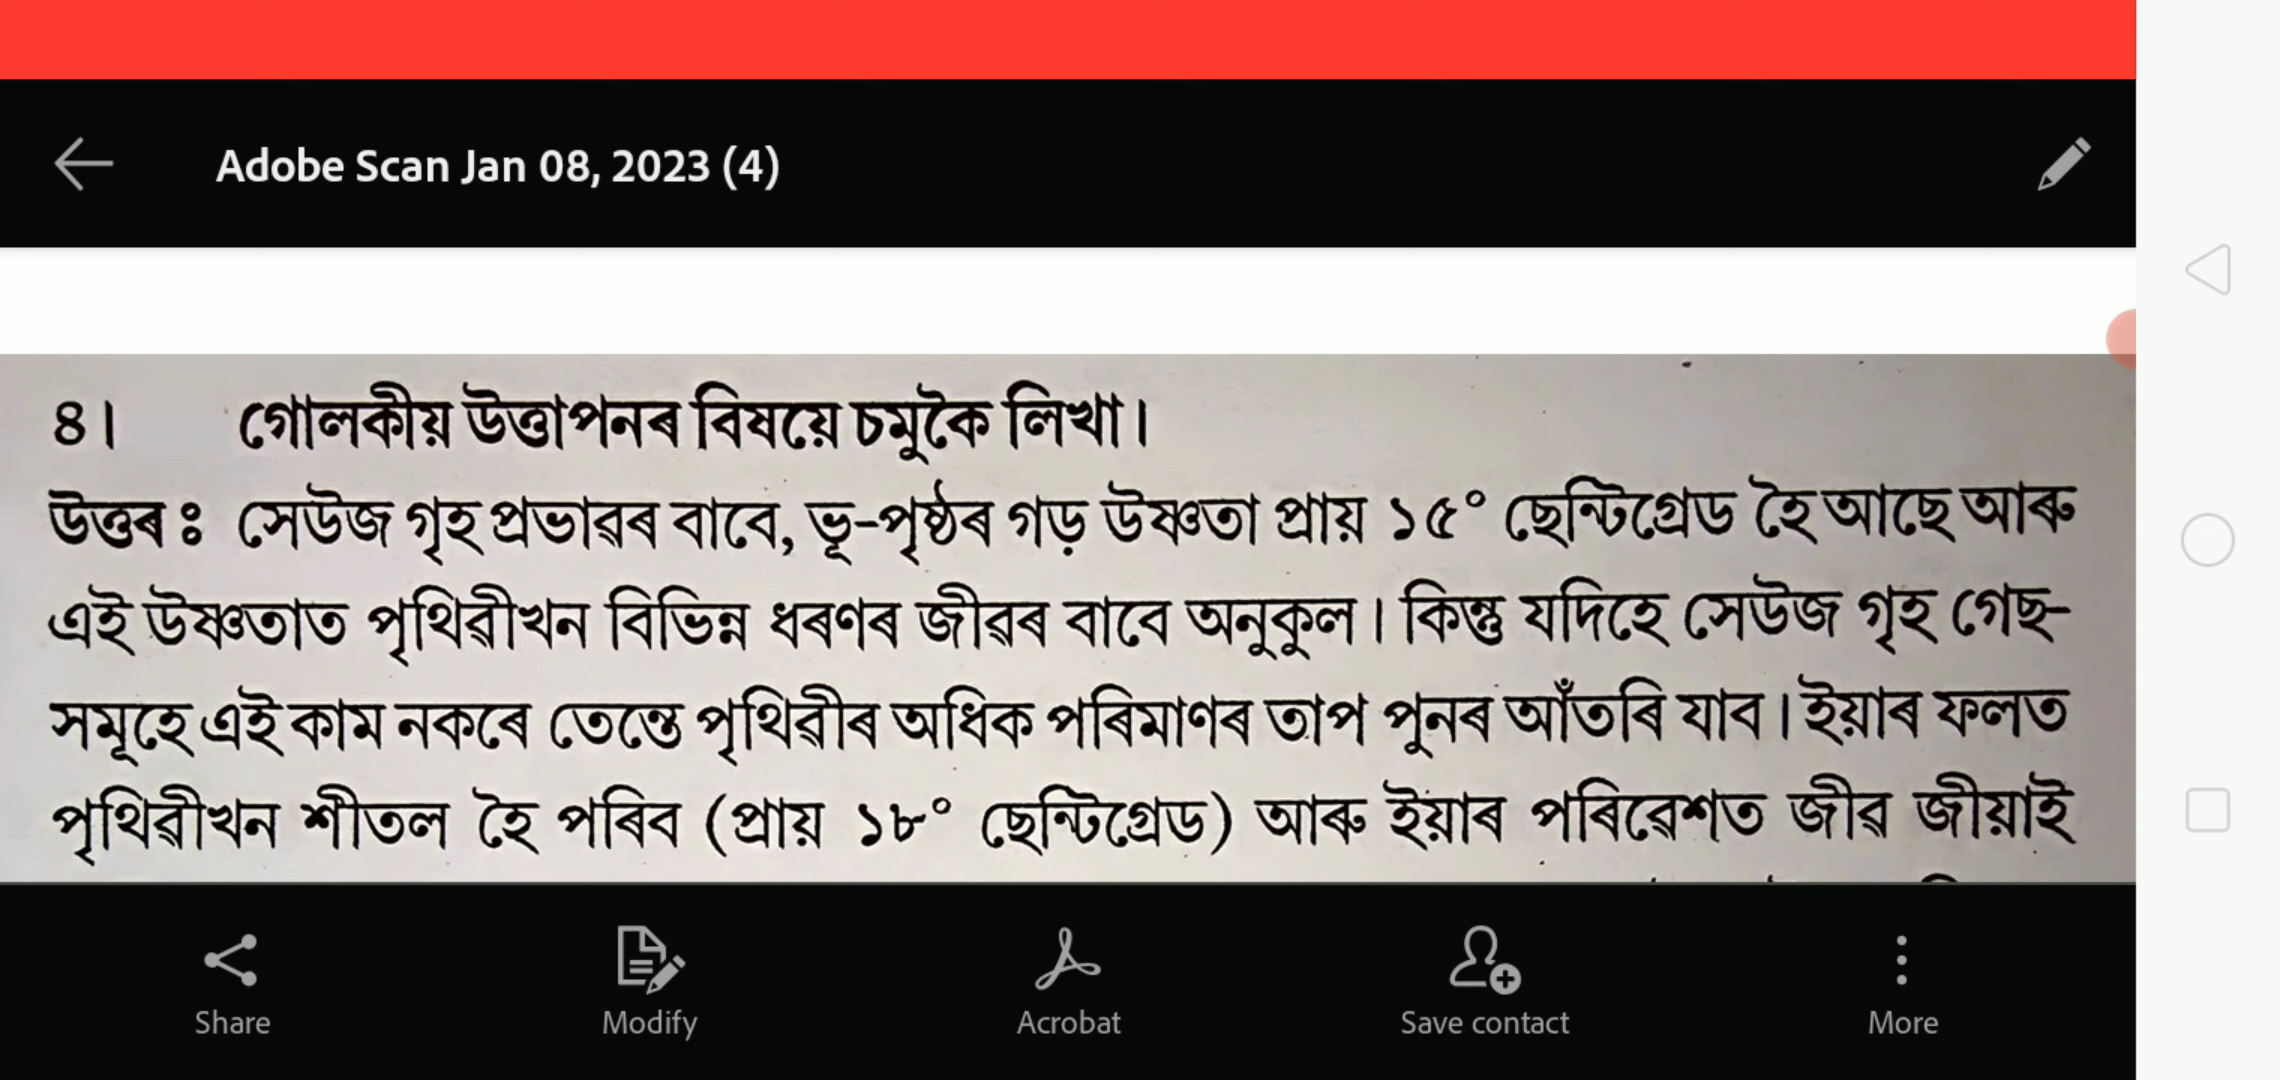 Adobe Scan Jan 08, 2023 (4)
৪। গোলকীয় উত্তাপনৰ বিষয়ে চমুকৈ লিখা।
উত্তৰঃ সেউজ গৃহ প্ৰভাৱৰ বাবে, ভূ-পৃষ্ঠৰ গড় উষ্ণতা প্ৰায় ১৫° ছেন্টিগ্ৰেড হৈ আছে আৰু
এই উষ্ণতাত পৃথিৱীখন বিভিন্ন ধৰণৰ জীৱৰ বাবে অনুকুল। কিন্তু যদিহে সেউজ গৃহ গেছ-
সমূহে এই কাম নকৰে তেন্তে পৃথিৱীৰ অধিক পৰিমাণৰ তাপ পুনৰ আঁতৰি যাব। ইয়াৰ ফলত
পৃথিৱীখন শীতল হৈ পৰিব (প্ৰায় ১৮° ছেন্টিগ্ৰেড) আৰু ইয়াৰ পৰিৱেশত জীৱ জীয়াই
Share Modify Acrobat Save contact More